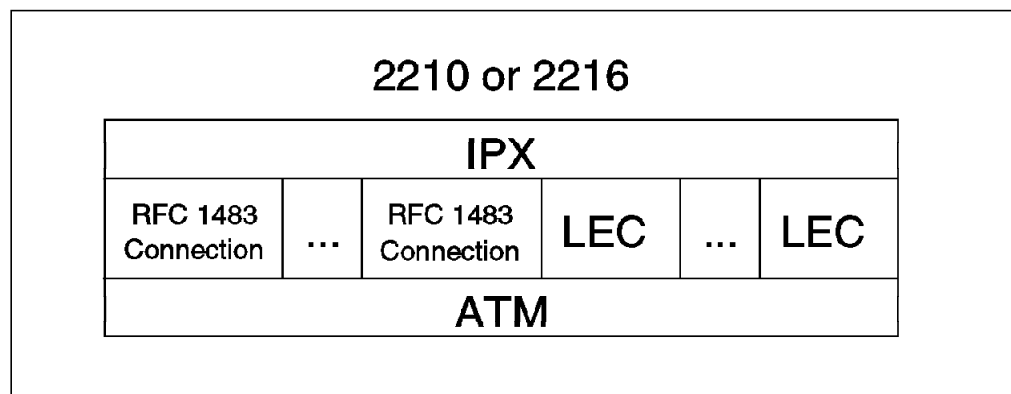 2210 or 2216
IPX
RFC 1483
Connection
...
RFC 1483
Connection
LEC
...
LEC
ATM